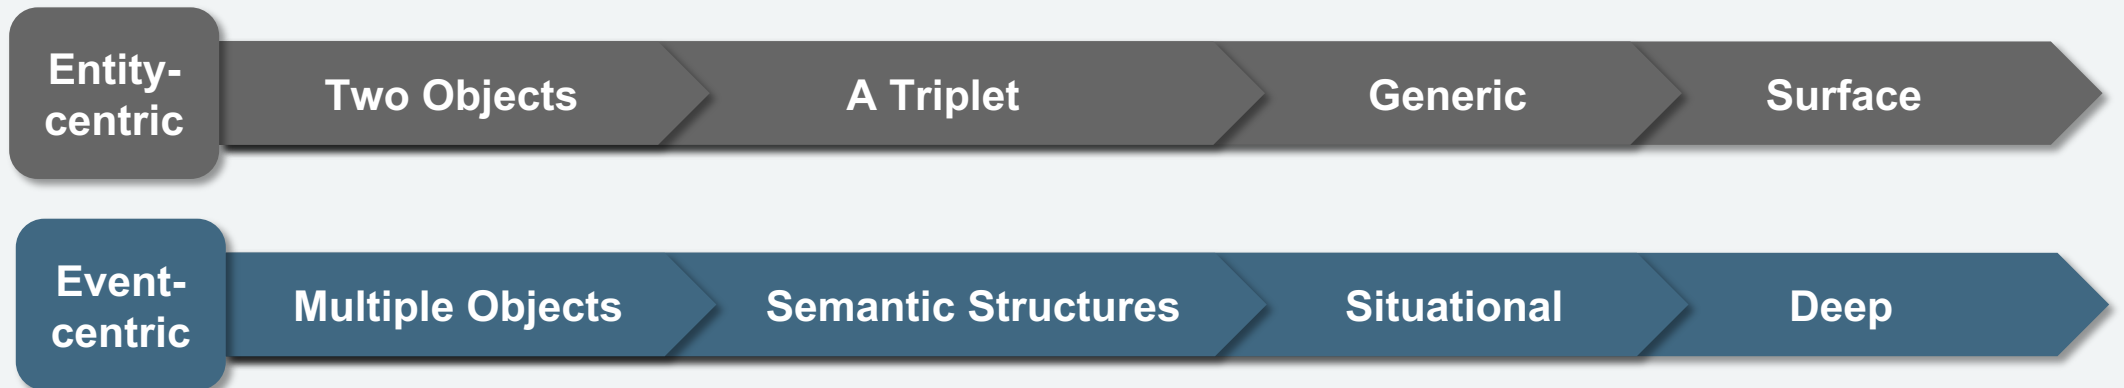 Entity-
centric
Two Objects
A Triplet
Generic
Surface
Event-
centric
Multiple Objects
Semantic Structures
Situational
Deep